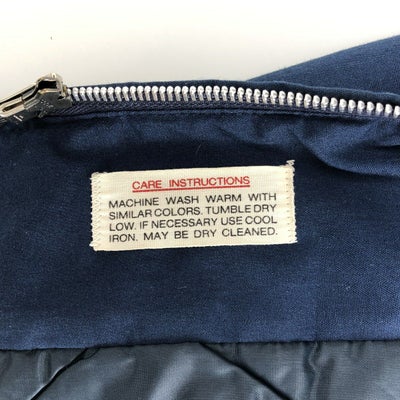 CARE INSTRUCTIONS
MACHINE WASH WARM WITH
SIMILAR COLORS. TUMBLE DRY
LOW. IF NECESSARY USE COOL
IRON. MAY BE DRY CLEANED.